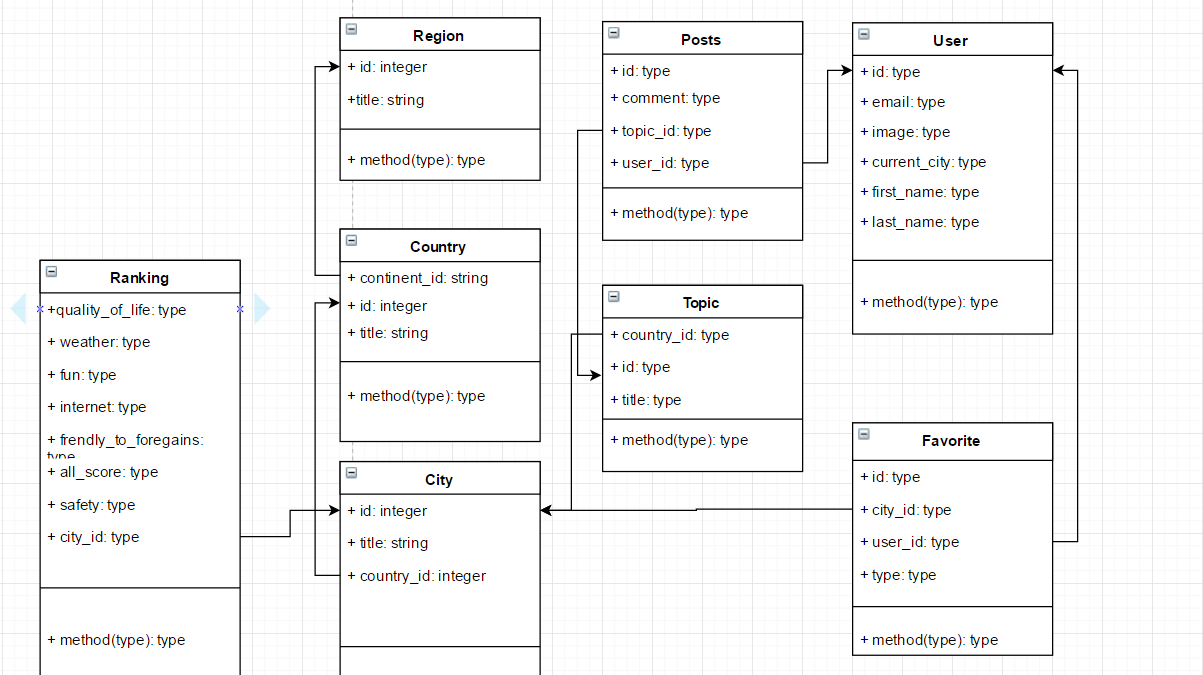 Region
+ id: integer
+title: string
+ method(type): type
Posts
+ id: type
+ comment: type
+ topic_id: type
+ user_id: type
+ method(type): type
User
+ id: type
+ email: type
+ image: type
+ current_city: type
+ first_name: type
+ last_name: type
+ method(type): type
Ranking
+quality_of_life: type
+ weather: type
+ fun: type
+ internet: type
+ frendly_to_foregains:
type
+ all_score: type
+ safety: type
+ city_id: type
+ method(type): type
Country
+ continent_id: string
+ id: integer
+ title: string
+ method(type): type
Topic
+ country_id: type
+ id: type
+ title: type
+ method(type): type
City
+ id: integer
+ title: string
+ country_id: integer
Favorite
+ id: type
+ city_id: type
+ user_id: type
+ type: type
+ method(type): type